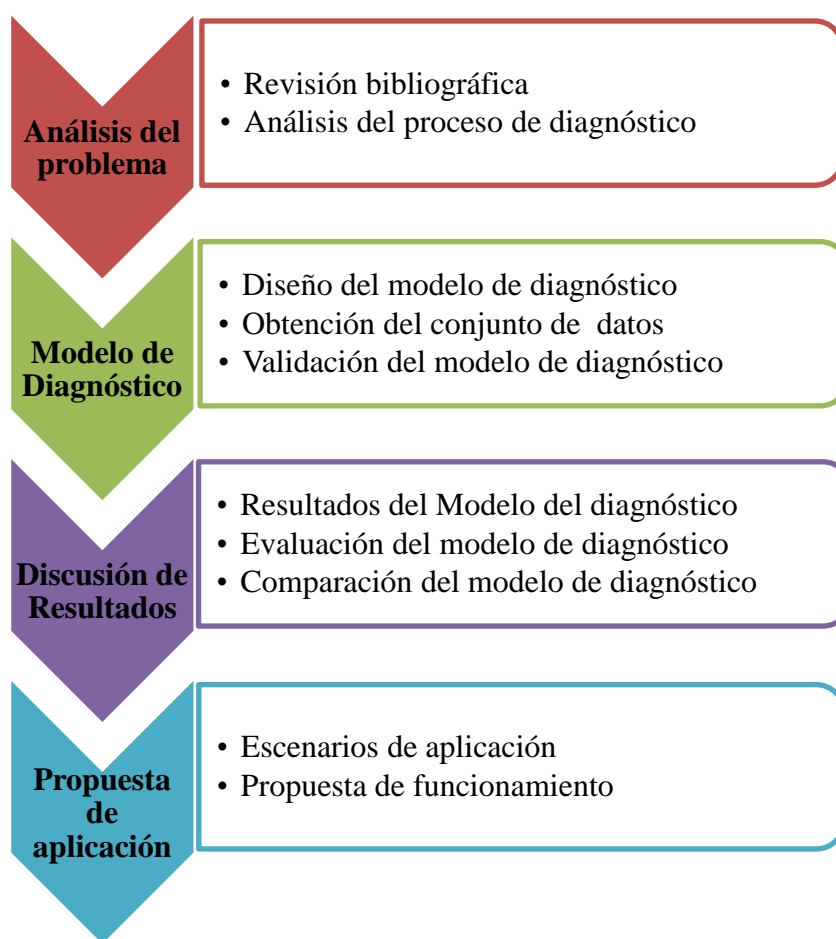 Análisis del
problema
• Revisión bibliográfica
• Análisis del proceso de diagnóstico
Modelo de
Diagnóstico
• Diseño del modelo de diagnóstico
• Obtención del conjunto de datos
• Validación del modelo de diagnóstico
Discusión de
Resultados
• Resultados del Modelo del diagnóstico
• Evaluación del modelo de diagnóstico
• Comparación del modelo de diagnóstico
Propuesta
de
aplicación
• Escenarios de aplicación
• Propuesta de funcionamiento